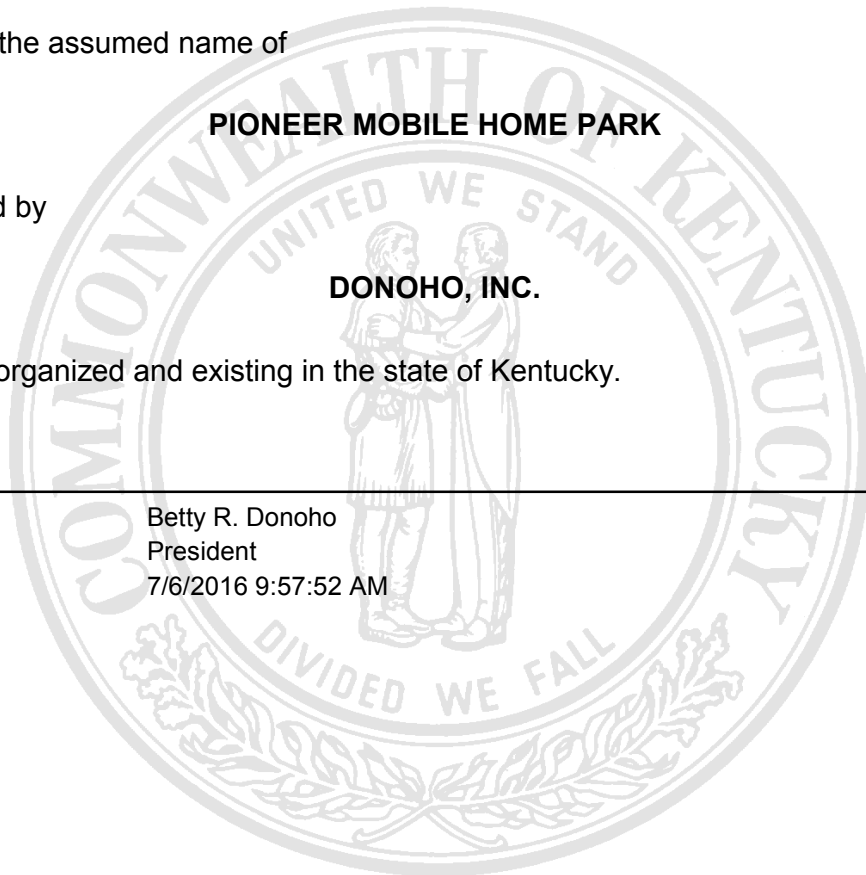 the assumed name of
PIONEER MOBILE HOME PARK
d by
DONOHO, INC.
organized and existing in the state of Kentucky.
Betty R. Donoho
President
7/6/2016 9:57:52 AM
COMMONWEALTH OF KENTUCKY
UNITED WE STAND
DIVIDED WE FALL